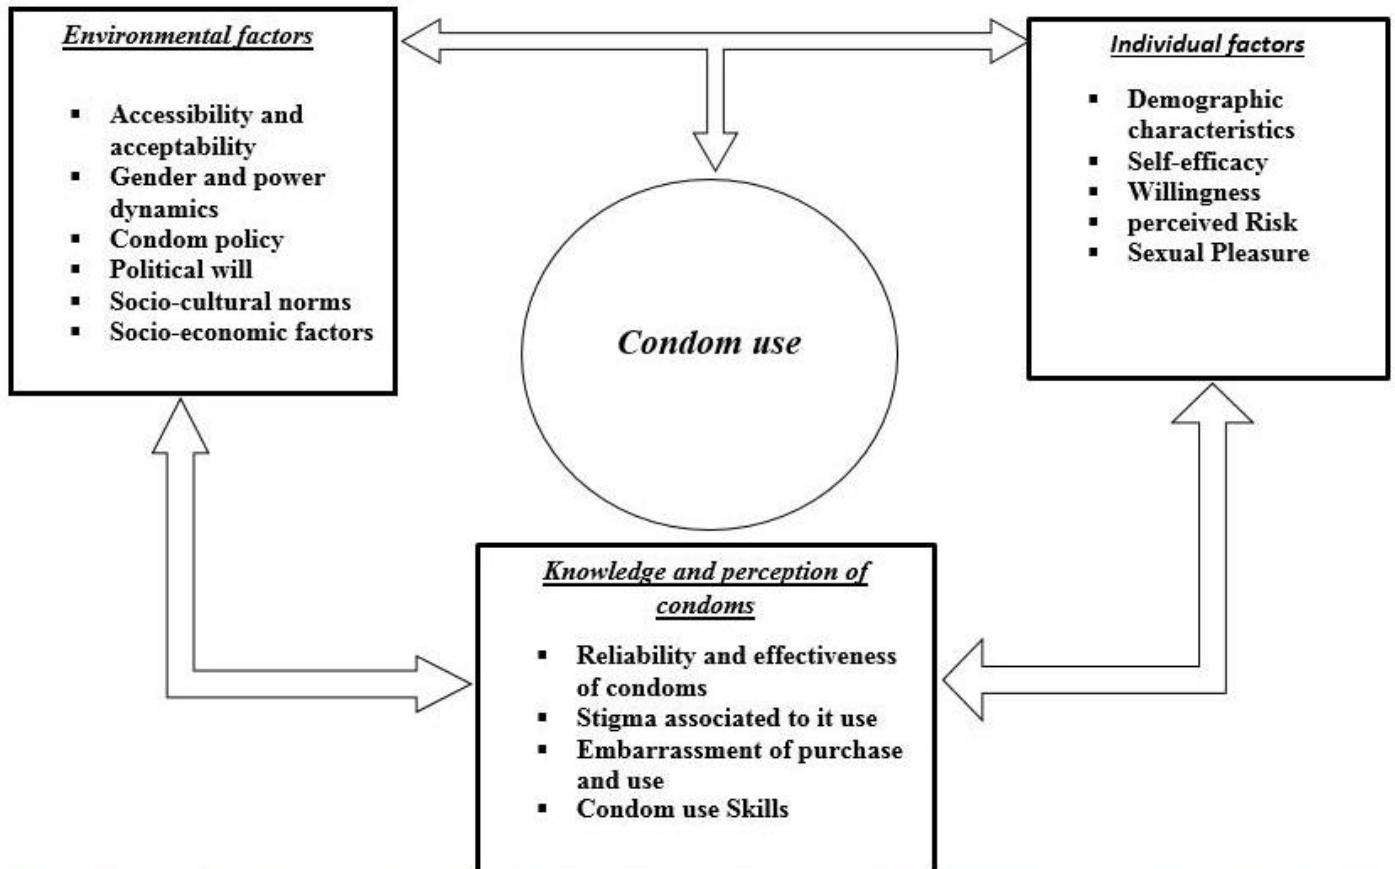 Environmental factors
▪ Accessibility and
acceptability
▪ Gender and power
dynamics
▪ Condom policy
▪ Political will
▪ Socio-cultural norms
▪ Socio-economic factors
Individual factors
▪ Demographic
characteristics
▪ Self-efficacy
▪ Willingness
▪ perceived Risk
▪ Sexual Pleasure
Condom use
Knowledge and perception of
condoms
▪ Reliability and effectiveness
of condoms
▪ Stigma associated to it use
▪ Embarrassment of purchase
and use
▪ Condom use Skills